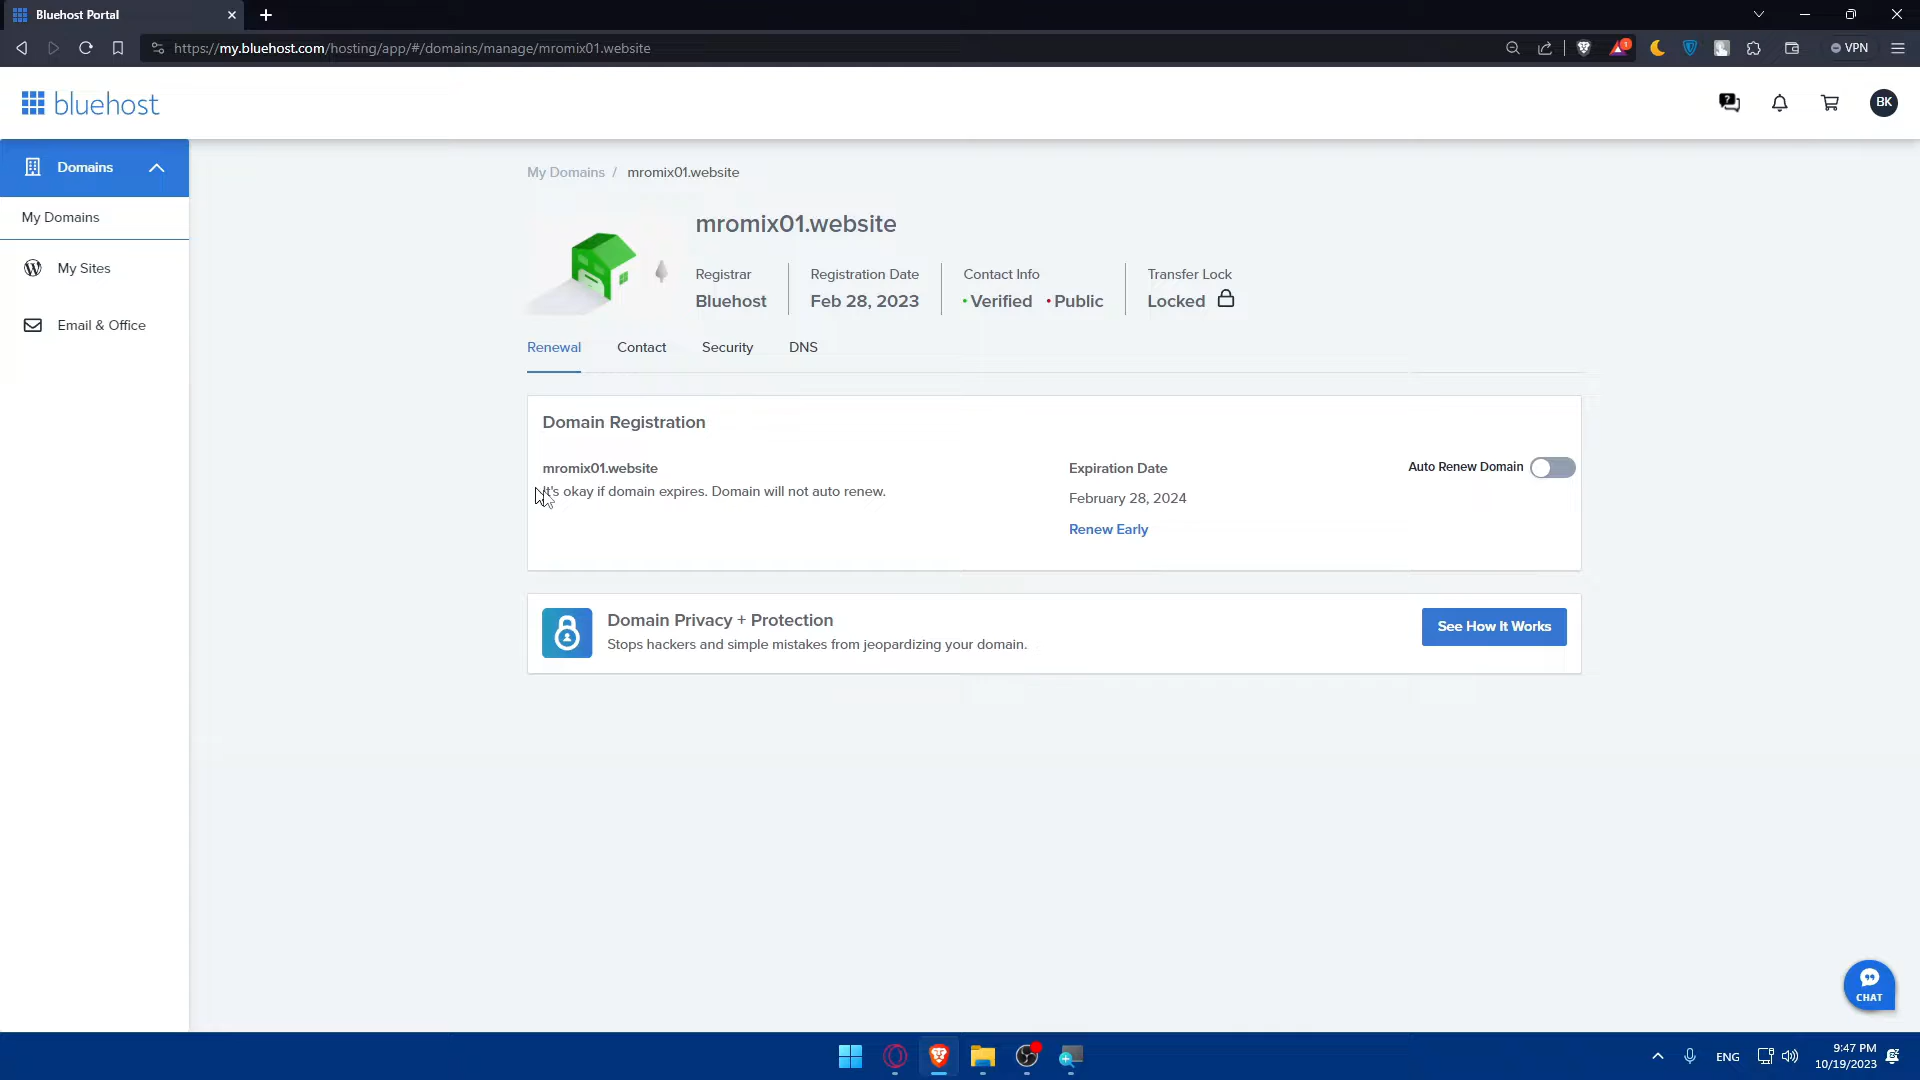 Bluehost Portal
https://my.bluehost.com/hosting/app/#/domains/manage/mromix01.website
1
VPN
bluehost
BK
Domains
My Domains
My Sites
Email & Office
My Domains / mromix01.website
mromix01.website
Registrar
Bluehost
Registration Date
Feb 28, 2023
Contact Info
Verified Public
Transfer Lock
Locked
Renewal Contact Security DNS
Domain Registration
mromix01.website
It's okay if domain expires. Domain will not auto renew.
Expiration Date
February 28, 2024
Renew Early
Auto Renew Domain
Domain Privacy + Protection
Stops hackers and simple mistakes from jeopardizing your domain.
See How It Works
CHAT
ENG
9:47 PM
10/19/2023